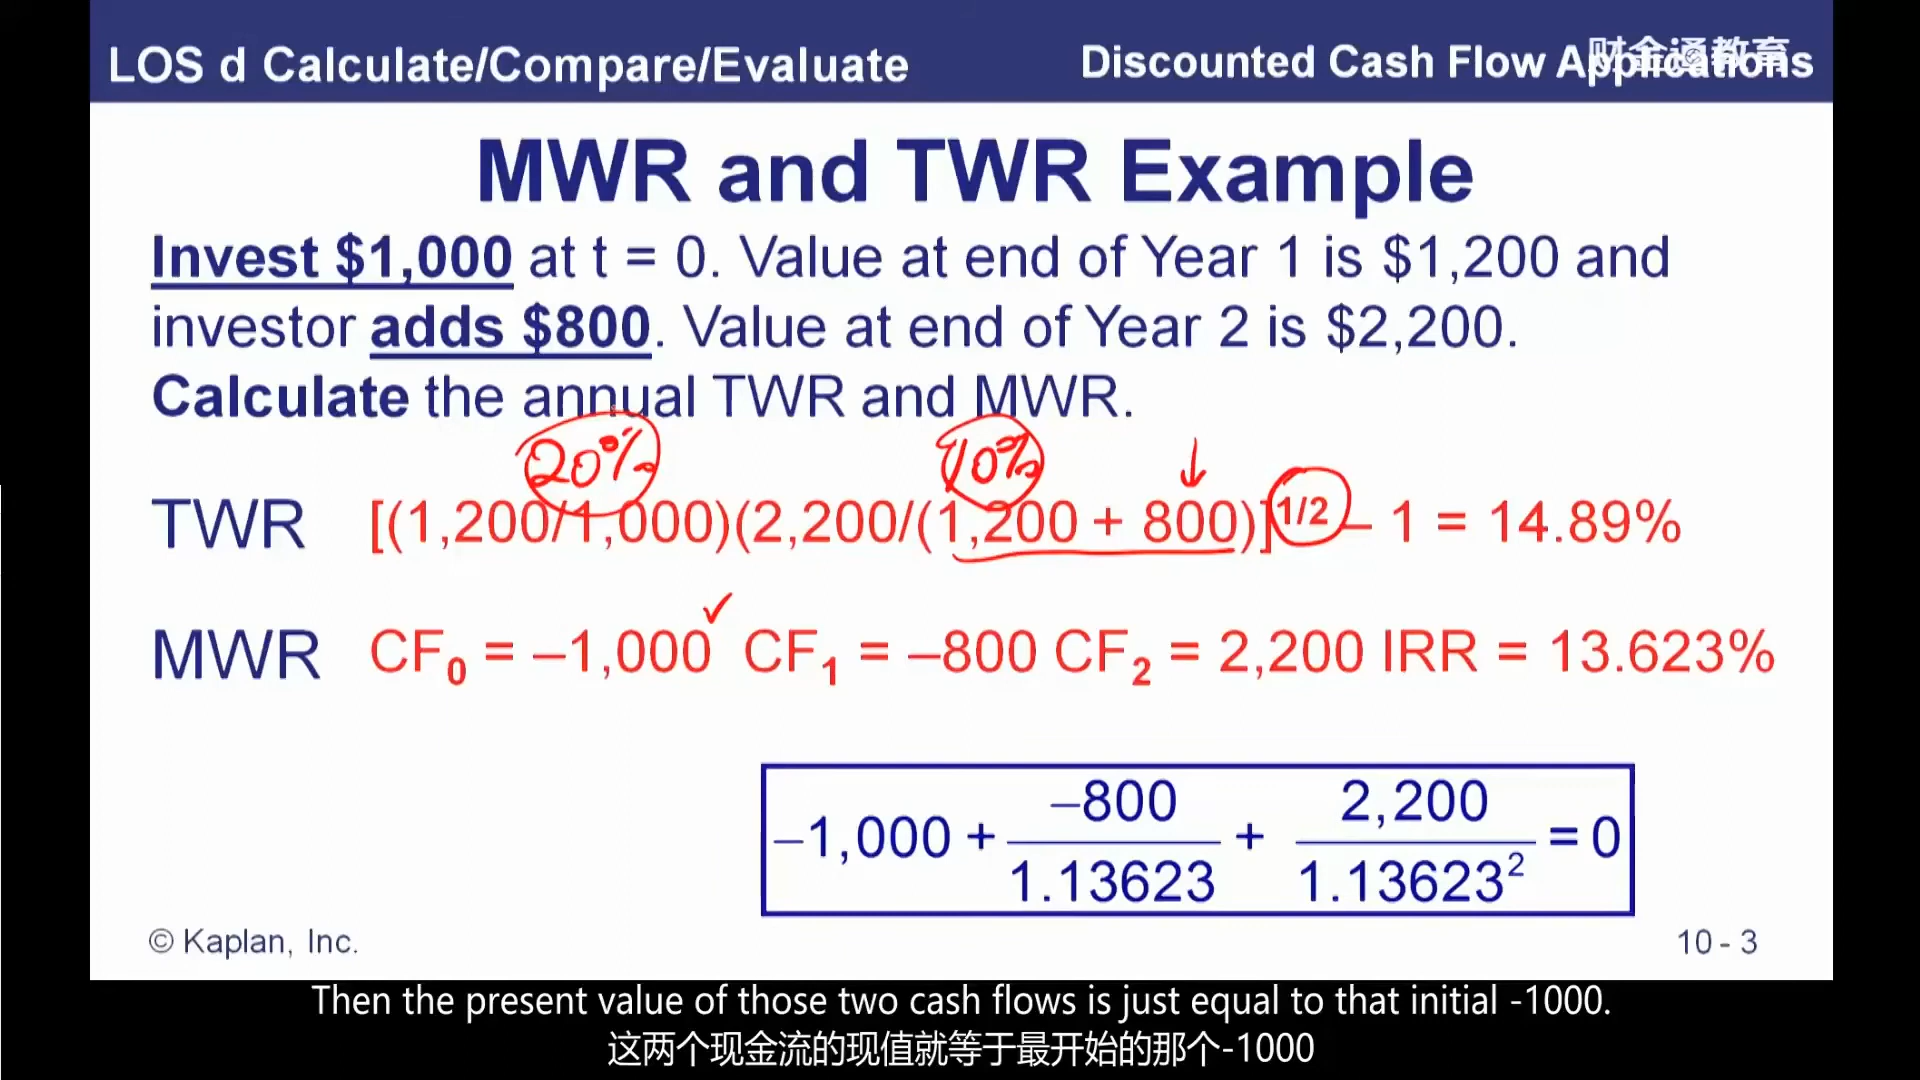 LOS d Calculate/Compare/Evaluate
Discounted Cash Flow Applications
财金通教育
MWR and TWR Example
Invest $1,000 at t = 0. Value at end of Year 1 is $1,200 and
investor adds $800. Value at end of Year 2 is $2,200.
Calculate the annual TWR and MWR.
20% 10%
TWR [(1,200/1,000)(2,200/(1,200 + 800)]1/2 – 1 = 14.89%
MWR CF0 = –1,000 CF1 = –800 CF2 = 2,200 IRR = 13.623%
–1,000 + –800/1.13623 + 2,200/1.13623² = 0
© Kaplan, Inc.
10 - 3
Then the present value of those two cash flows is just equal to that initial -1000.
这两个现金流的现值就等于最开始的那个-1000